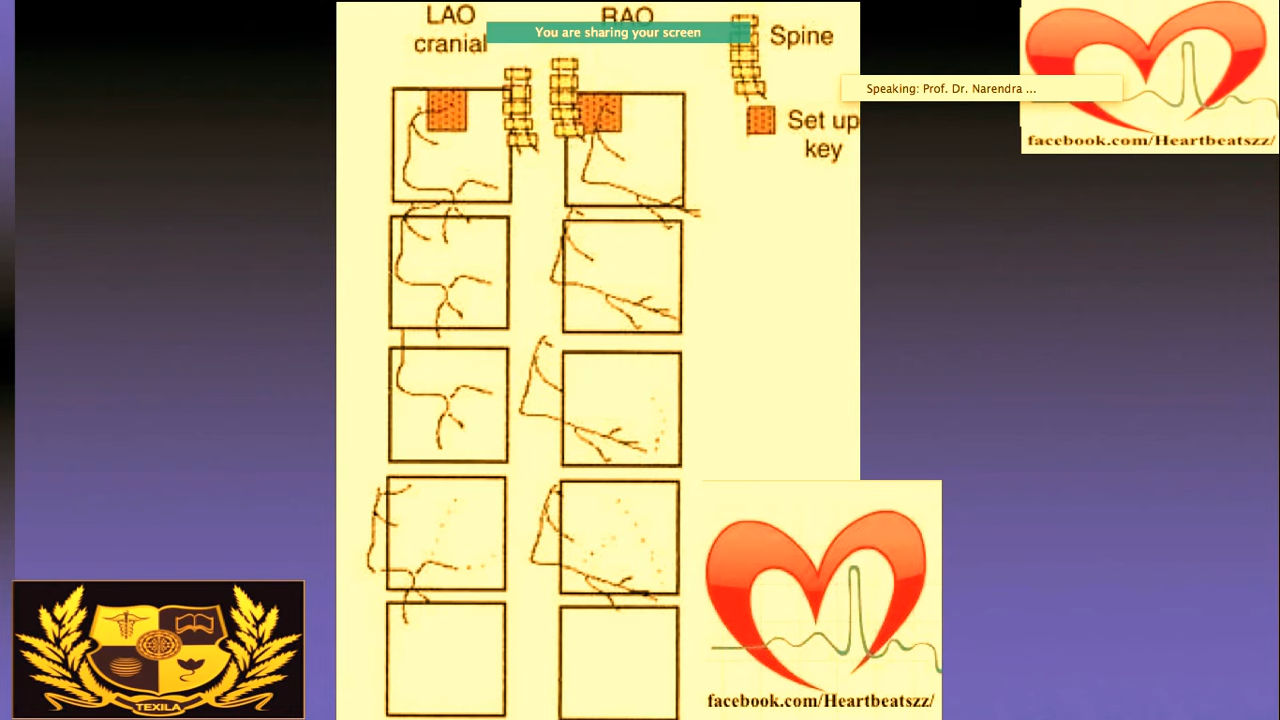 LAO
cranial
RAO
You are sharing your screen
Spine
Speaking: Prof. Dr. Narendra ...
Set up
key
facebook.com/Heartbeatszz/
facebook.com/Heartbeatszz/
TEXILA